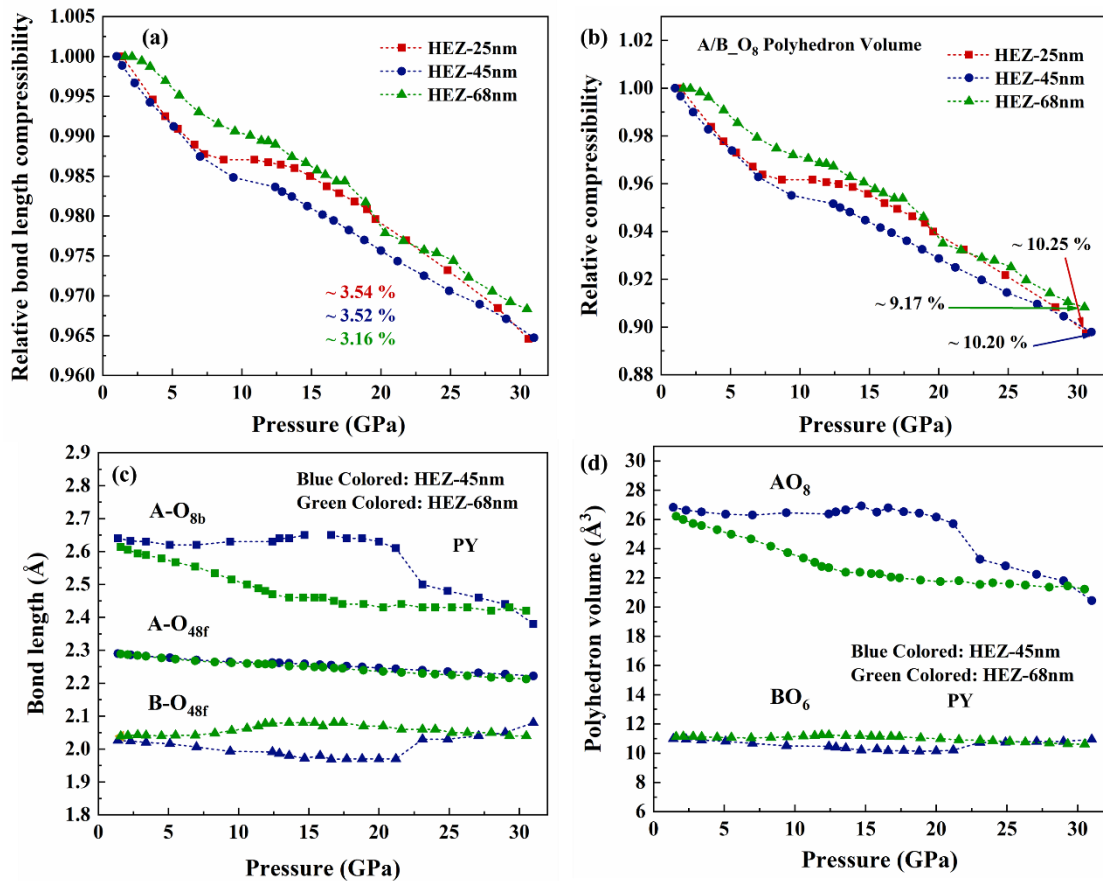 (a)
HEZ-25nm
HEZ-45nm
HEZ-68nm
~ 3.54 %
~ 3.52 %
~ 3.16 %
Relative bond length compressibility
1.005
1.000
0.995
0.990
0.985
0.980
0.975
0.970
0.965
0.960
0 5 10 15 20 25 30
Pressure (GPa)
(b)
A/B_O8 Polyhedron Volume
HEZ-25nm
HEZ-45nm
HEZ-68nm
~ 10.25 %
~ 9.17 %
~ 10.20 %
Relative compressibility
1.02
1.00
0.98
0.96
0.94
0.92
0.90
0.88
0 5 10 15 20 25 30
Pressure (GPa)
(c)
Blue Colored: HEZ-45nm
Green Colored: HEZ-68nm
PY
A-O8b
A-O48f
B-O48f
Bond length (Å)
2.9
2.8
2.7
2.6
2.5
2.4
2.3
2.2
2.1
2.0
1.9
1.8
0 5 10 15 20 25 30
Pressure (GPa)
(d)
AO8
Blue Colored: HEZ-45nm
Green Colored: HEZ-68nm
PY
BO6
Polyhedron volume (Å3)
30
28
26
24
22
20
18
16
14
12
10
8
6
0 5 10 15 20 25 30
Pressure (GPa)